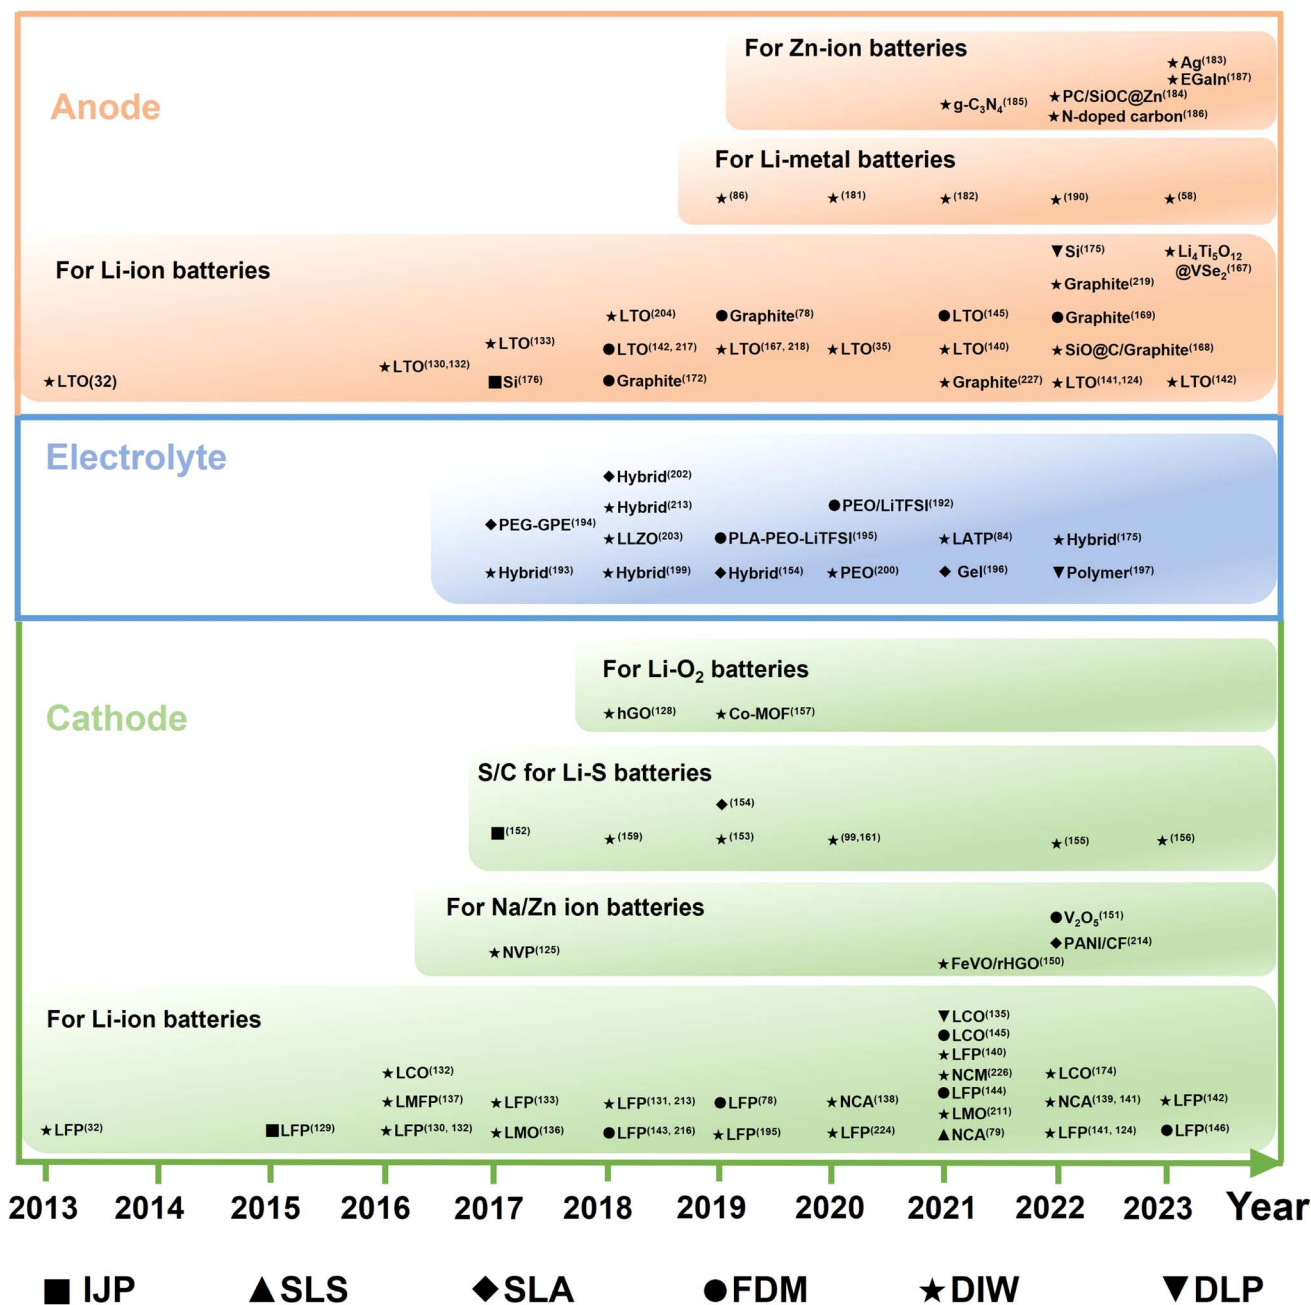 For Zn-ion batteries
Anode
★Ag(183)
★EGaIn(187)
★PC/SiOC@Zn(184)
★g-C₃N₄(185)
★N-doped carbon(186)
For Li-metal batteries
★(86) ★(181) ★(182) ★(190) ★(58)
For Li-ion batteries
▼Si(175) ★Li₄Ti₅O₁₂
@VSe₂(167)
★Graphite(219)
★LTO(204) ●Graphite(78) ●LTO(145) ●Graphite(169)
★LTO(133) ●LTO(142, 217) ★LTO(167, 218) ★LTO(35) ★LTO(140) ★SiO@C/Graphite(168)
★LTO(130,132)
★LTO(32) ■Si(176) ●Graphite(172) ★Graphite(227) ★LTO(141,124) ★LTO(142)
Electrolyte
◆Hybrid(202)
★Hybrid(213) ●PEO/LiTFSI(192)
◆PEG-GPE(194)
★LLZO(203) ●PLA-PEO-LiTFSI(195) ★LATP(84) ★Hybrid(175)
★Hybrid(193) ★Hybrid(199) ◆Hybrid(154) ★PEO(200) ◆Gel(196) ▼Polymer(197)
For Li-O₂ batteries
Cathode
★hGO(128) ★Co-MOF(157)
S/C for Li-S batteries
◆(154)
■(152) ★(159) ★(153) ★(99,161) ★(155) ★(156)
For Na/Zn ion batteries
●V₂O₅(151)
◆PANI/CF(214)
★NVP(125)
★FeVO/rHGO(150)
For Li-ion batteries
▼LCO(135)
●LCO(145)
★LFP(140)
★LCO(132) ★NCM(226) ★LCO(174)
●LFP(144)
★LMFP(137) ★LFP(133) ★LFP(131, 213) ●LFP(78) ★NCA(138) ★NCA(139, 141) ★LFP(142)
★LMO(211)
★LFP(32) ■LFP(129) ★LFP(130, 132) ★LMO(136) ●LFP(143, 216) ★LFP(195) ★LFP(224) ▲NCA(79) ★LFP(141, 124) ●LFP(146)
2013 2014 2015 2016 2017 2018 2019 2020 2021 2022 2023 Year
■ IJP ▲SLS ◆SLA ●FDM ★DIW ▼DLP